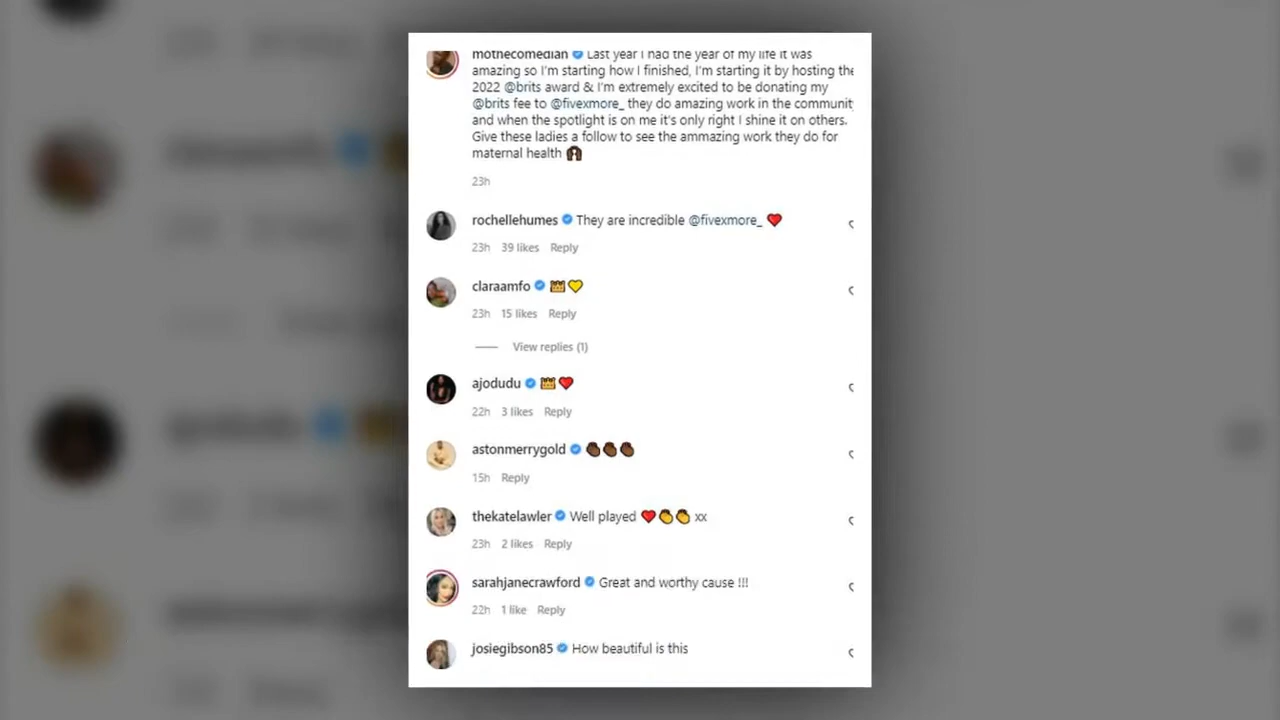 mothecomedian Last year I had the year of my life it was
amazing so I'm starting how I finished, I'm starting it by hosting the
2022 @brits award & I'm extremely excited to be donating my
@brits fee to @fivexmore_ they do amazing work in the communit
and when the spotlight is on me it's only right I shine it on others.
Give these ladies a follow to see the ammazing work they do for
maternal health
23h
rochellehumes They are incredible @fivexmore_ ❤️
23h 39 likes Reply
claraamfo 👑💛
23h 15 likes Reply
View replies (1)
ajodudu 👑❤️
22h 3 likes Reply
astonmerrygold 👏🏿👏🏿👏🏿
15h Reply
thekatelawler Well played ❤️👏👏 xx
23h 2 likes Reply
sarahjanecrawford Great and worthy cause !!!
22h 1 like Reply
josiegibson85 How beautiful is this